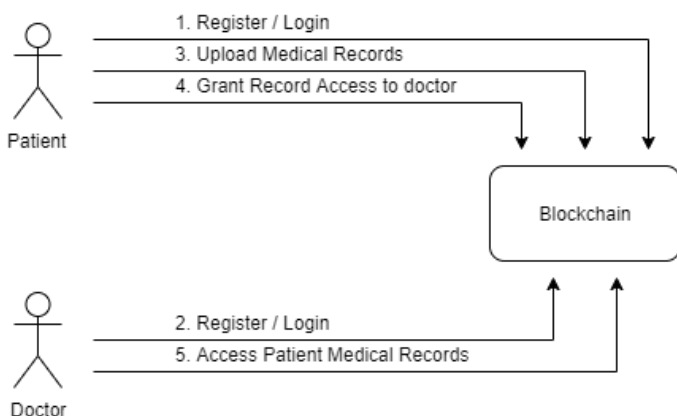 1. Register / Login
3. Upload Medical Records
4. Grant Record Access to doctor
Patient
Blockchain
2. Register / Login
5. Access Patient Medical Records
Doctor